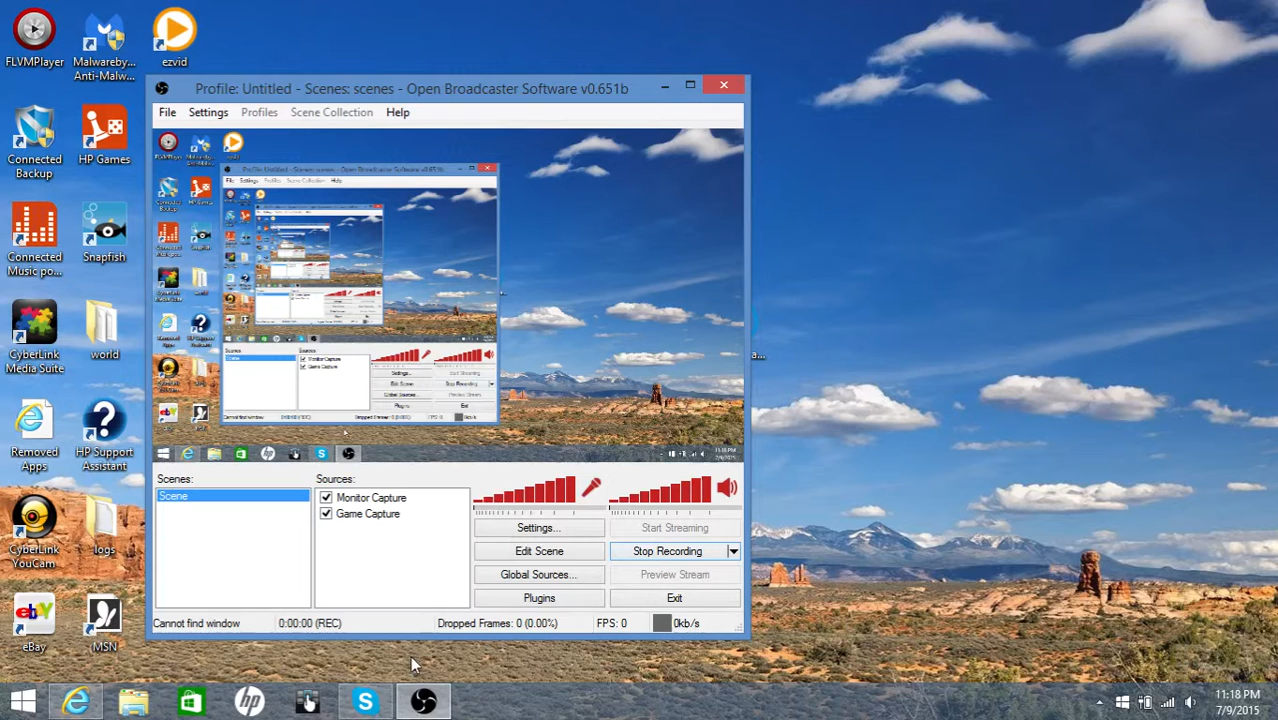 FLVMPlayer
Malwareby...
Anti-Malw...
ezvid
Connected
Backup
HP Games
Connected
Music po...
Snapfish
CyberLink
Media Suite
world
Removed
Apps
HP Support
Assistant
CyberLink
YouCam
logs
eBay
MSN
Profile: Untitled - Scenes: scenes - Open Broadcaster Software v0.651b
File Settings Profiles Scene Collection Help
Scenes:
Scene
Sources:
Monitor Capture
Game Capture
Settings...
Start Streaming
Edit Scene
Stop Recording
Global Sources...
Preview Stream
Plugins
Exit
Cannot find window
0:00:00 (REC)
Dropped Frames: 0 (0.00%)
FPS: 0
0kb/s
a...
11:18 PM
7/9/2015